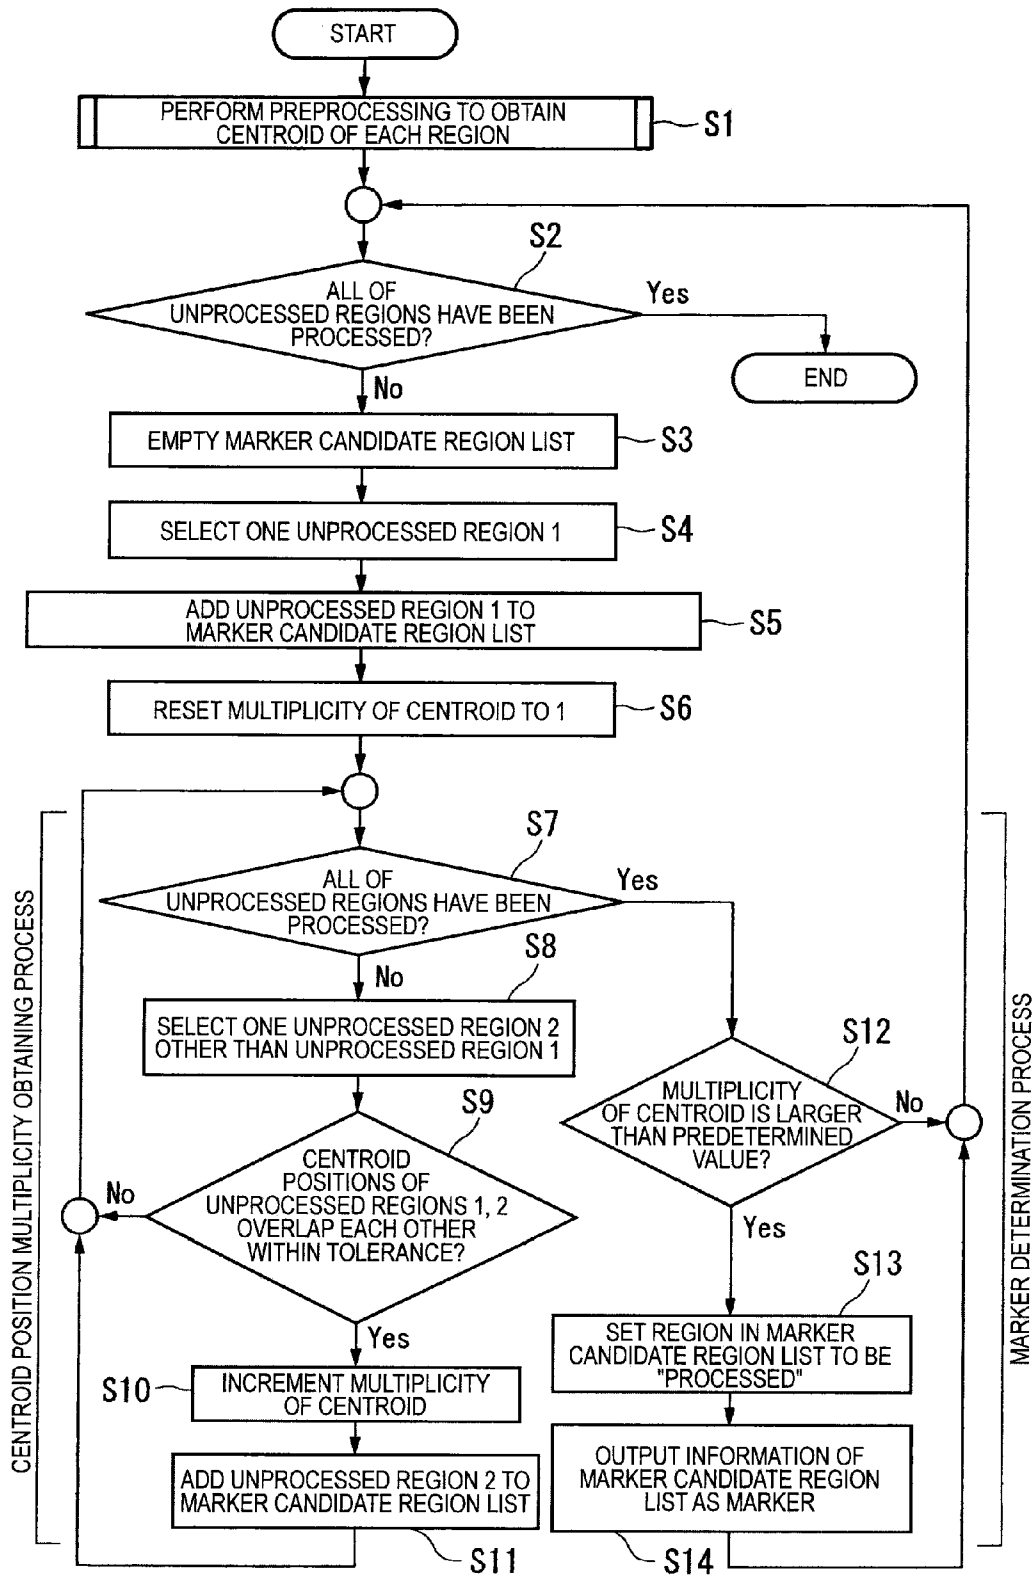 START
PERFORM PREPROCESSING TO OBTAIN
CENTROID OF EACH REGION
S1
S2
ALL OF
UNPROCESSED REGIONS HAVE BEEN
PROCESSED?
Yes
END
No
EMPTY MARKER CANDIDATE REGION LIST
S3
SELECT ONE UNPROCESSED REGION 1
S4
ADD UNPROCESSED REGION 1 TO
MARKER CANDIDATE REGION LIST
S5
RESET MULTIPLICITY OF CENTROID TO 1
S6
CENTROID POSITION MULTIPLICITY OBTAINING PROCESS
S7
ALL OF
UNPROCESSED REGIONS HAVE BEEN
PROCESSED?
Yes
No
S8
SELECT ONE UNPROCESSED REGION 2
OTHER THAN UNPROCESSED REGION 1
S9
CENTROID
POSITIONS OF
UNPROCESSED REGIONS 1, 2
OVERLAP EACH OTHER
WITHIN TOLERANCE?
No
Yes
S10
INCREMENT MULTIPLICITY
OF CENTROID
ADD UNPROCESSED REGION 2 TO
MARKER CANDIDATE REGION LIST
S11
MARKER DETERMINATION PROCESS
S12
MULTIPLICITY
OF CENTROID IS LARGER
THAN PREDETERMINED
VALUE?
No
Yes
S13
SET REGION IN MARKER
CANDIDATE REGION LIST TO BE
"PROCESSED"
OUTPUT INFORMATION OF
MARKER CANDIDATE REGION
LIST AS MARKER
S14